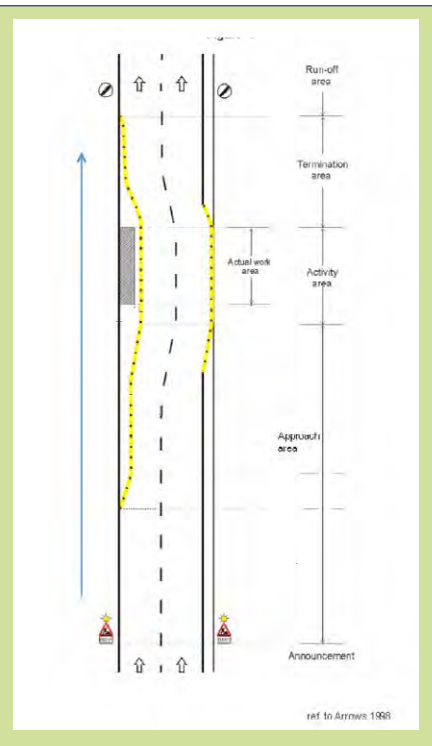 Run-off
area
Termination
area
Actual work
area
Activity
area
Approach
area
Announcement
ref to Arrows 1998